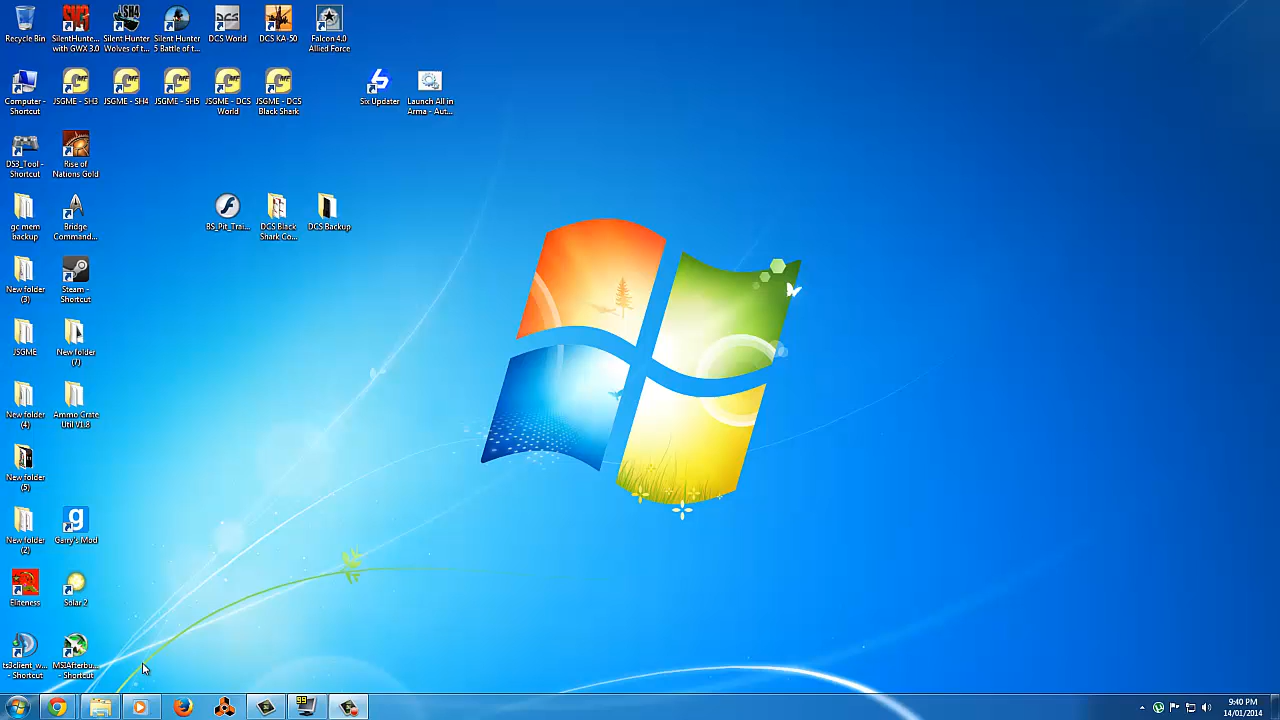 Recycle Bin
SilentHunte...
with GWX 3.0
Silent Hunter
Wolves of t...
Silent Hunter
5 Battle of t...
DCS World
DCS KA-50
Falcon 4.0
Allied Force
Computer -
Shortcut
JSGME - SH3
JSGME - SH4
JSGME - SH5
JSGME - DCS
World
JSGME - DCS
Black Shark
Six Updater
Launch All in
Arma - Aut...
DS3_Tool -
Shortcut
Rise of
Nations Gold
gc mem
backup
Bridge
Command...
BS_Pit_Trai...
DCS Black
Shark Co...
DCS Backup
New folder
(3)
Steam -
Shortcut
JSGME
New folder
(7)
New folder
(4)
Ammo Crate
Util V1.8
New folder
(5)
New folder
(2)
Garry's Mod
Eliteness
Solar 2
ts3client_w...
- Shortcut
MSIAfterbu...
- Shortcut
99
9:40 PM
14/01/2014